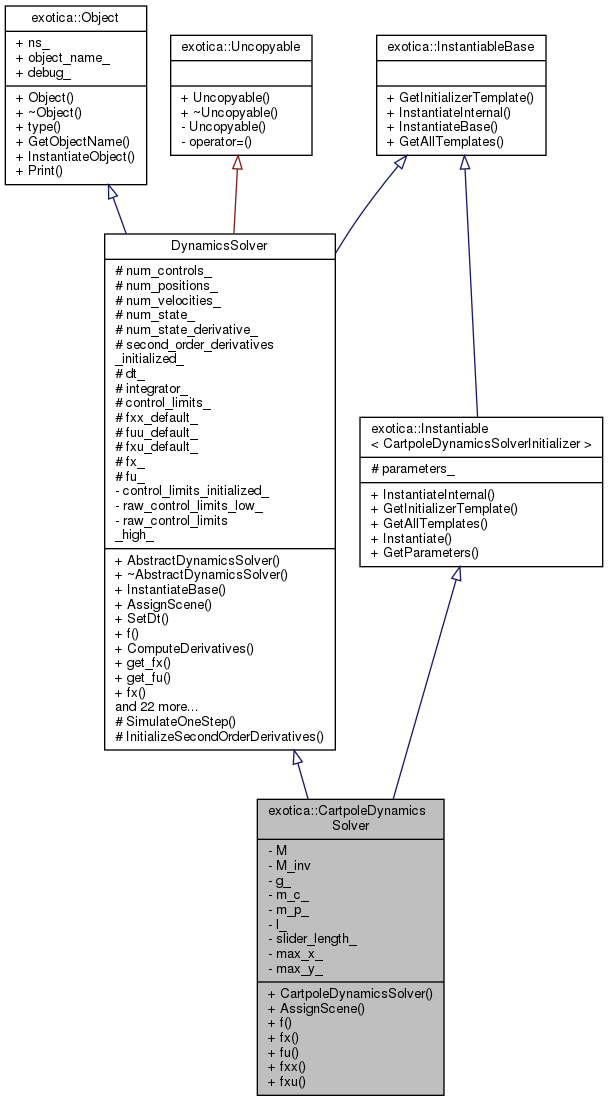 exotica::Object
+ ns_
+ object_name_
+ debug_
+ Object()
+ ~Object()
+ type()
+ GetObjectName()
+ InstantiateObject()
+ Print()
exotica::Uncopyable
+ Uncopyable()
+ ~Uncopyable()
- Uncopyable()
- operator=()
exotica::InstantiableBase
+ GetInitializerTemplate()
+ InstantiateInternal()
+ InstantiateBase()
+ GetAllTemplates()
DynamicsSolver
# num_controls_
# num_positions_
# num_velocities_
# num_state_
# num_state_derivative_
# second_order_derivatives
_initialized_
# dt_
# integrator_
# control_limits_
# fxx_default_
# fuu_default_
# fxu_default_
# fx_
# fu_
- control_limits_initialized_
- raw_control_limits_low_
- raw_control_limits
_high_
+ AbstractDynamicsSolver()
+ ~AbstractDynamicsSolver()
+ InstantiateBase()
+ AssignScene()
+ SetDt()
+ f()
+ ComputeDerivatives()
+ get_fx()
+ get_fu()
+ fx()
and 22 more...
# SimulateOneStep()
# InitializeSecondOrderDerivatives()
exotica::Instantiable
< CartpoleDynamicsSolverInitializer >
# parameters_
+ InstantiateInternal()
+ GetInitializerTemplate()
+ GetAllTemplates()
+ Instantiate()
+ GetParameters()
exotica::CartpoleDynamics
Solver
- M
- M_inv
- g_
- m_c_
- m_p_
- l_
- slider_length_
- max_x_
- max_y_
+ CartpoleDynamicsSolver()
+ AssignScene()
+ f()
+ fx()
+ fu()
+ fxx()
+ fxu()